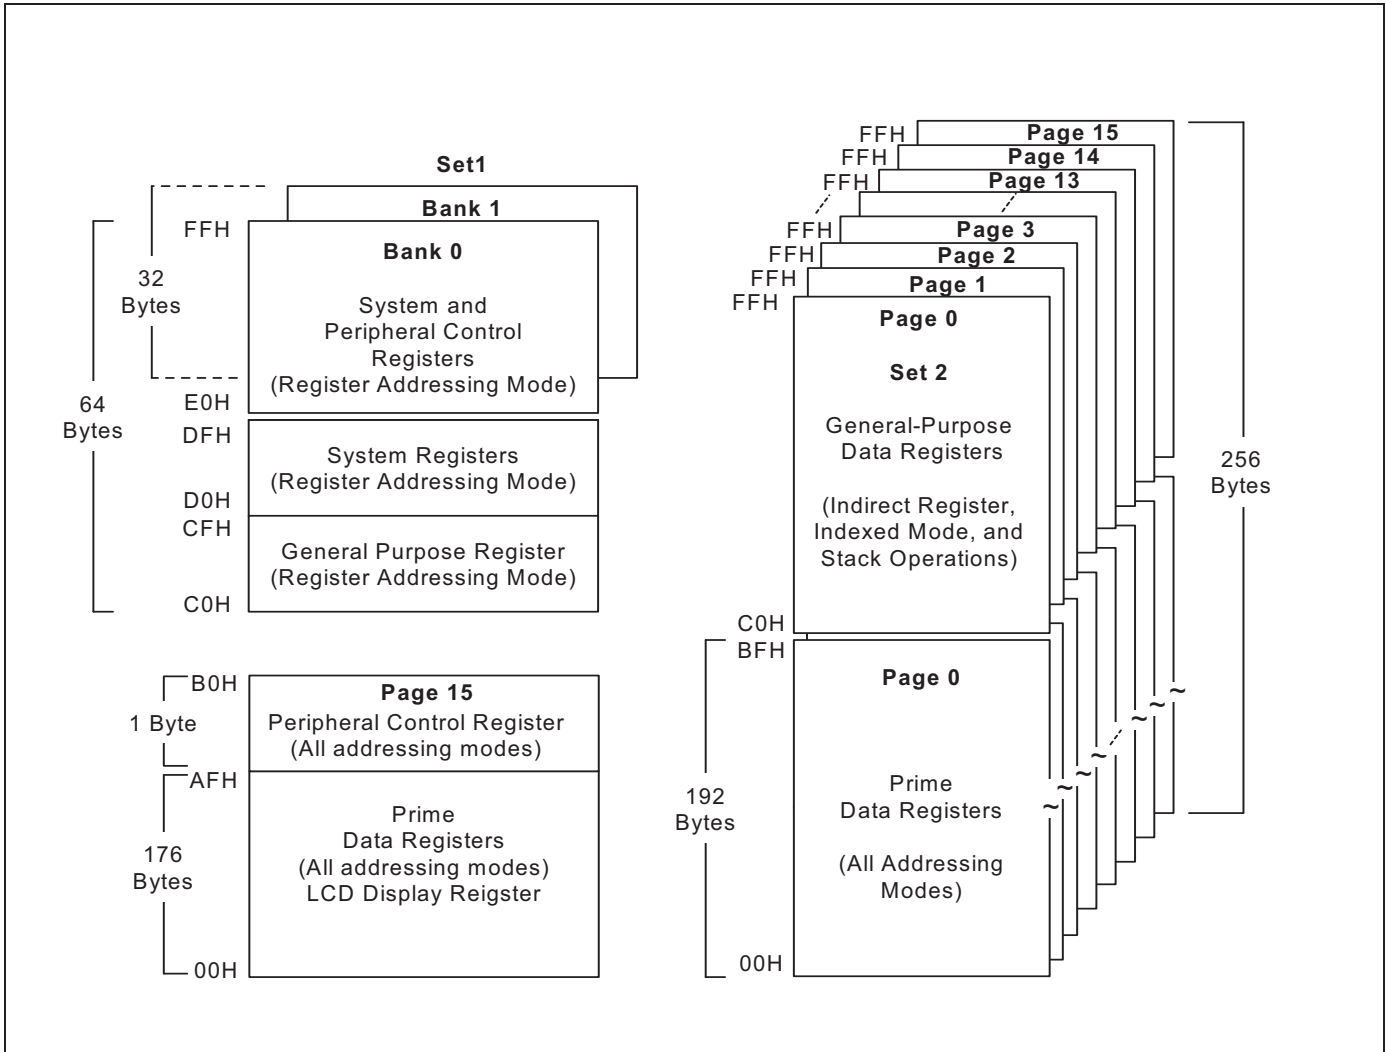 Set1
Bank 1
FFH
Bank 0
32
Bytes
System and
Peripheral Control
Registers
(Register Addressing Mode)
E0H
64
Bytes
DFH
System Registers
(Register Addressing Mode)
D0H
CFH
General Purpose Register
(Register Addressing Mode)
C0H
B0H
Page 15
1 Byte
Peripheral Control Register
(All addressing modes)
AFH
Prime
Data Registers
(All addressing modes)
LCD Display Reigster
176
Bytes
00H
FFH
Page 15
FFH
Page 14
FFH
Page 13
FFH
Page 3
FFH
Page 2
FFH
Page 1
FFH
Page 0
Set 2
General-Purpose
Data Registers
(Indirect Register,
Indexed Mode, and
Stack Operations)
256
Bytes
C0H
BFH
Page 0
192
Bytes
Prime
Data Registers
(All Addressing
Modes)
00H
~
~
~
~
~
~
~
~